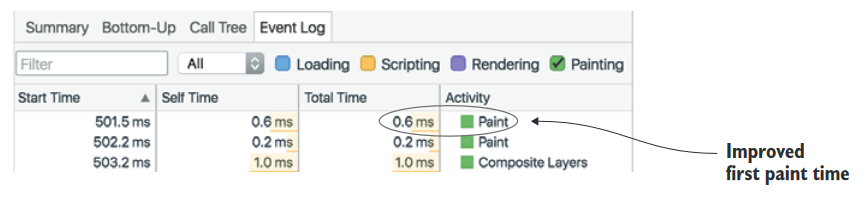 Summary Bottom-Up Call Tree Event Log
Filter All Loading Scripting Rendering Painting
Start Time Self Time Total Time Activity
501.5 ms 0.6 ms 0.6 ms Paint
502.2 ms 0.2 ms 0.2 ms Paint
503.2 ms 1.0 ms 1.0 ms Composite Layers
Improved
first paint time